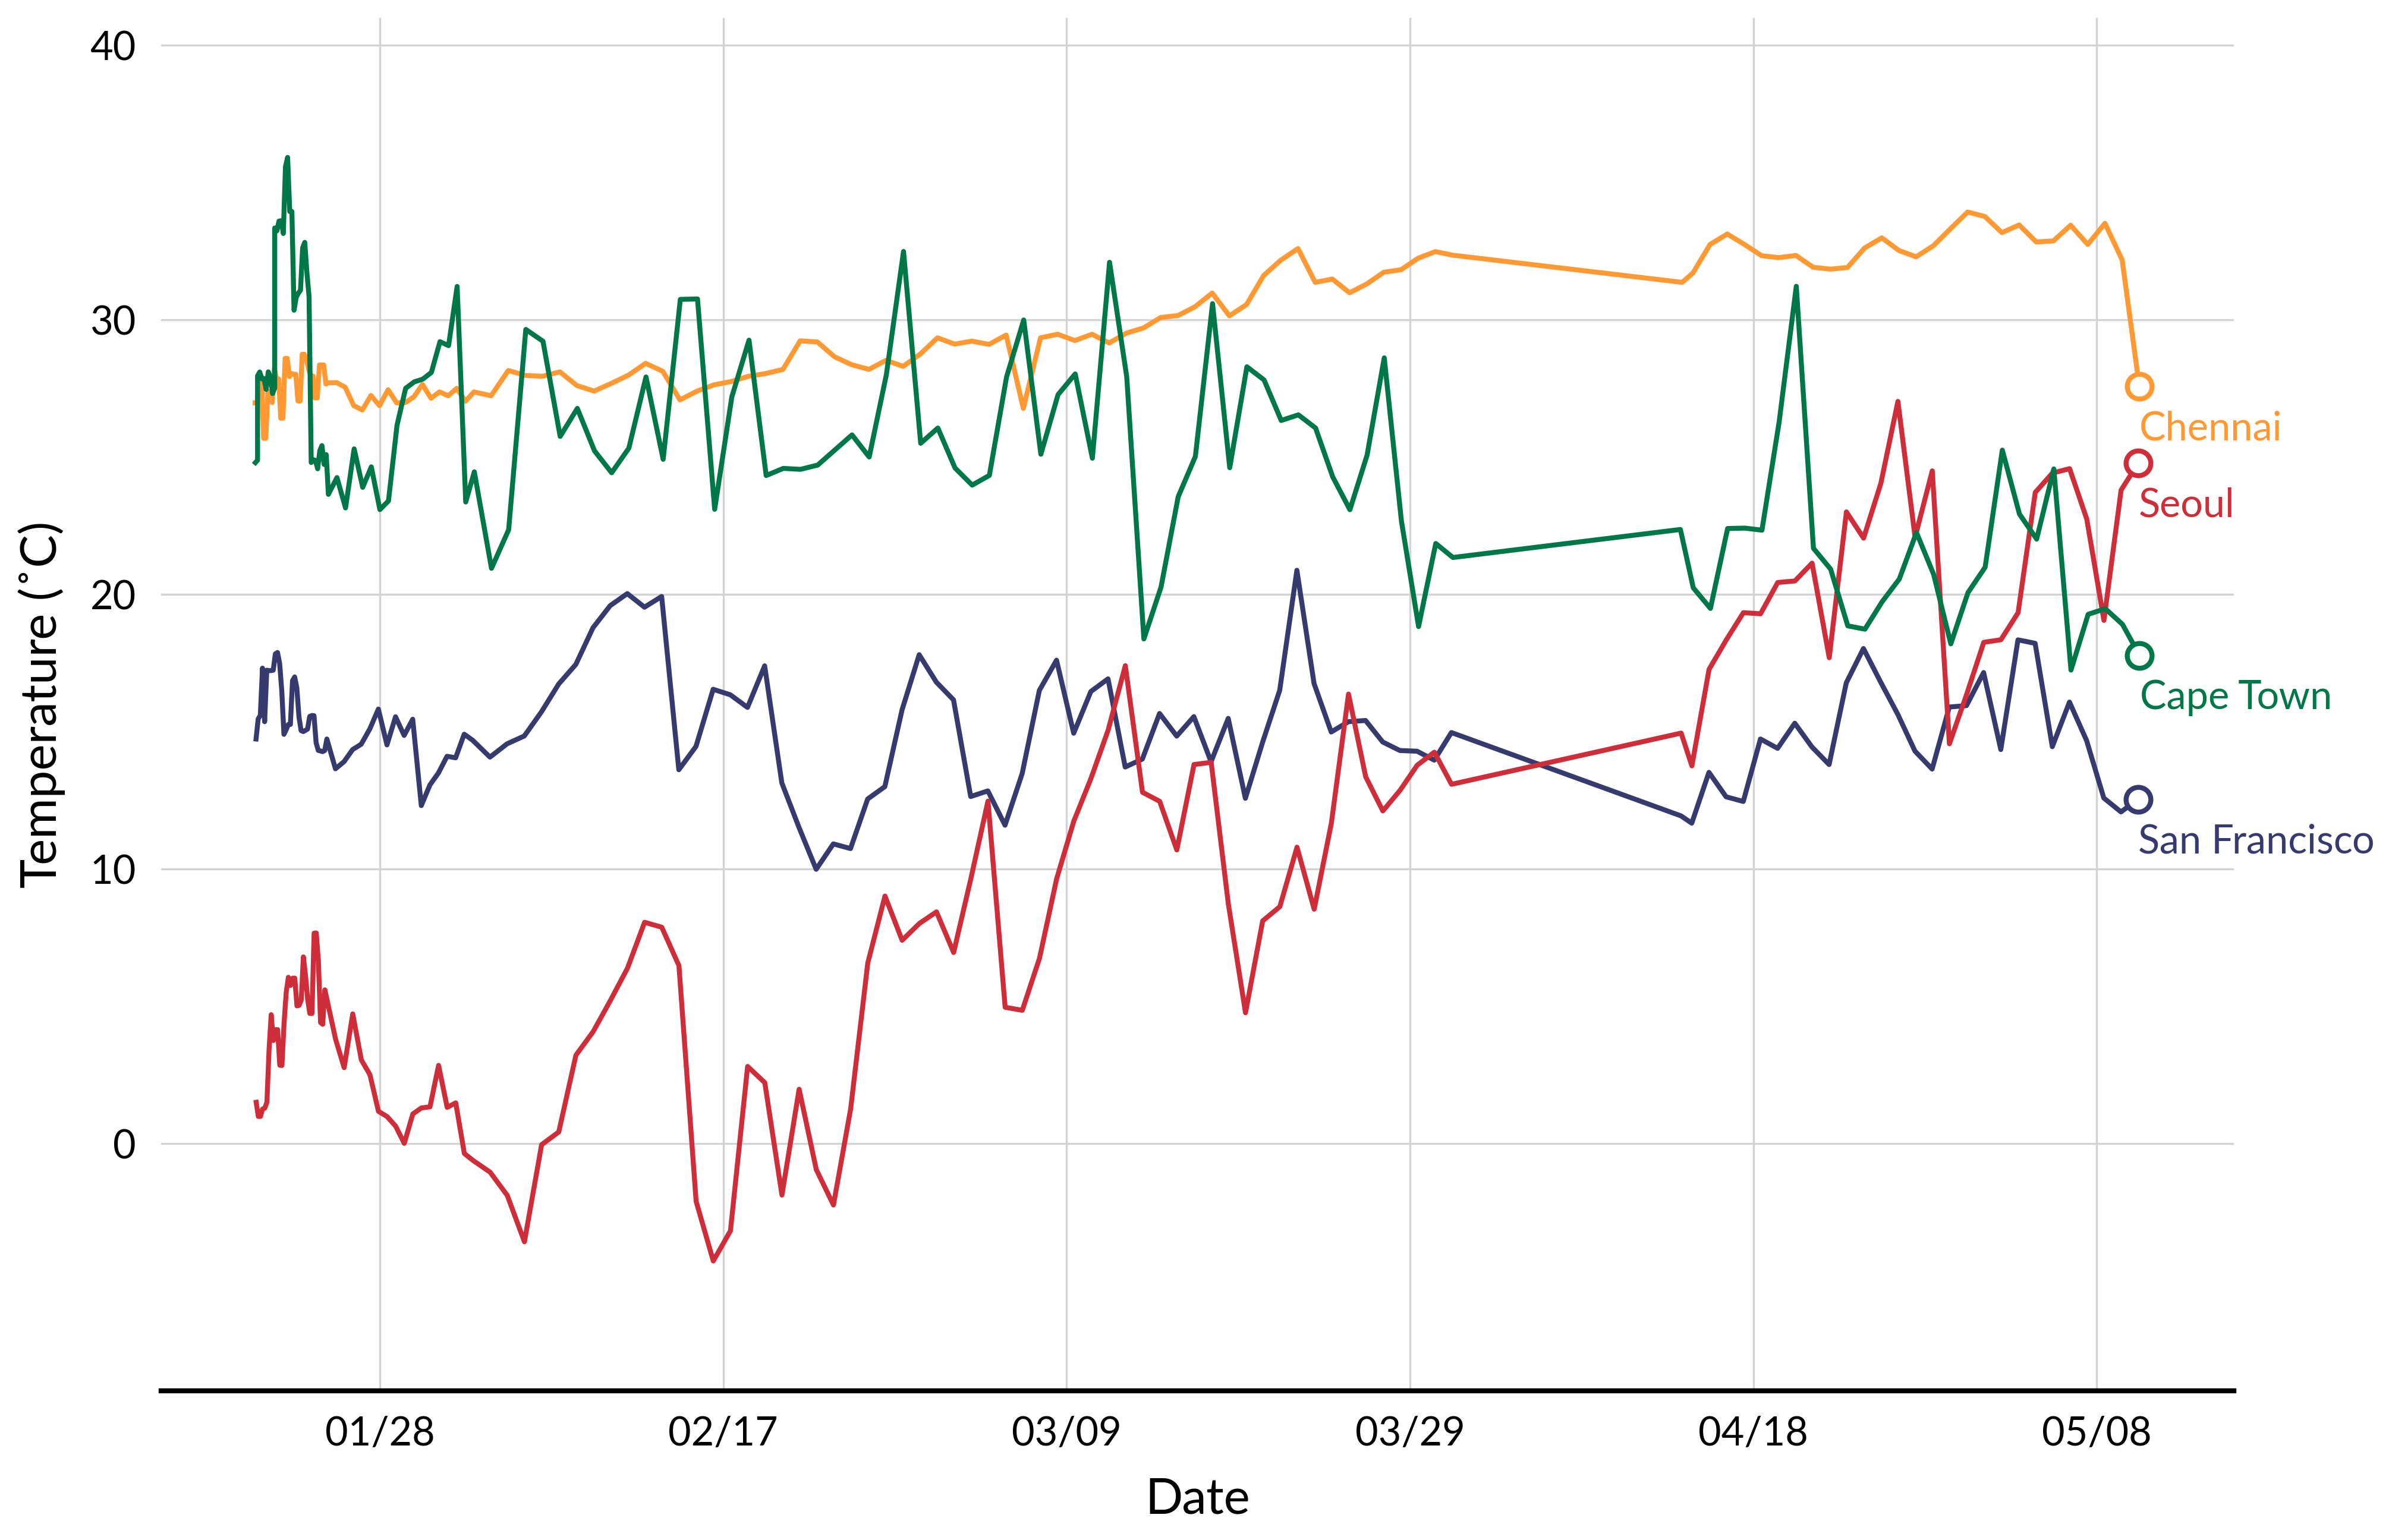 40
30
20
10
0
Temperature (˚C)
Chennai
Seoul
Cape Town
San Francisco
01/28
02/17
03/09
03/29
04/18
05/08
Date